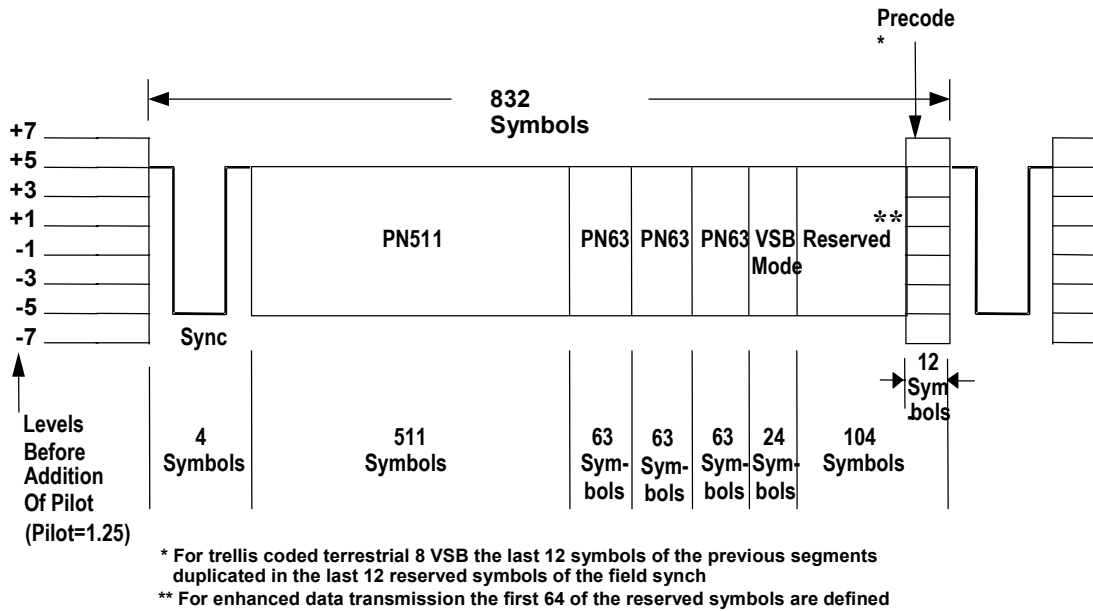 Precode
*
832
Symbols
+7
+5
+3
+1
-1
-3
-5
-7
PN511
PN63
PN63
PN63
VSB
Mode
Reserved
**
Sync
Levels
Before
Addition
Of Pilot
(Pilot=1.25)
4
Symbols
511
Symbols
63
Sym-
bols
63
Sym-
bols
63
Sym-
bols
24
Sym-
bols
104
Symbols
12
Sym
-
bols
* For trellis coded terrestrial 8 VSB the last 12 symbols of the previous segments
duplicated in the last 12 reserved symbols of the field synch
** For enhanced data transmission the first 64 of the reserved symbols are defined